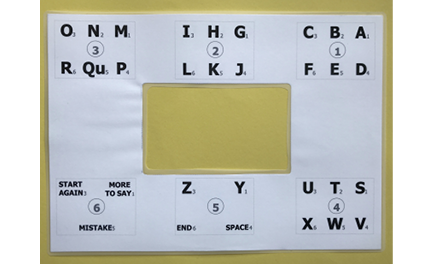 O₃ N₂ M₁
3
R₆ Qu₅ P₄
I₃ H₂ G₁
2
L₆ K₅ J₄
C₃ B₂ A₁
1
F₆ E₅ D₄
START AGAIN₃
MORE TO SAY₁
6
MISTAKE₅
Z₃ Y₁
5
END₆ SPACE₄
U₃ T₂ S₁
4
X₆ W₅ V₄